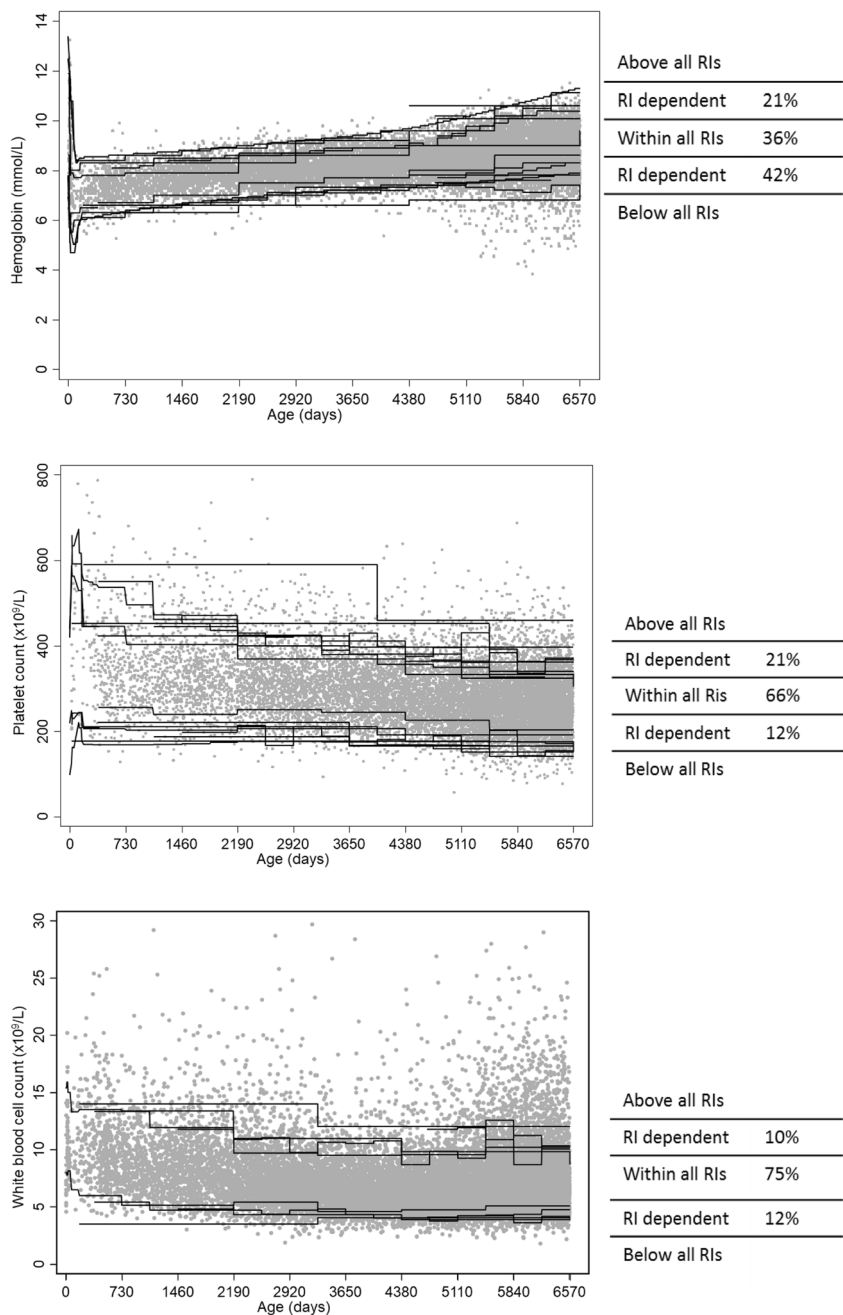 14
12
10
8
6
4
2
0
Hemoglobin (mmol/L)
0 730 1460 2190 2920 3650 4380 5110 5840 6570
Age (days)
Above all RIs
RI dependent 21%
Within all RIs 36%
RI dependent 42%
Below all RIs
800
600
400
200
0
Platelet count (x10⁹/L)
0 730 1460 2190 2920 3650 4380 5110 5840 6570
Age (days)
Above all RIs
RI dependent 21%
Within all Ris 66%
RI dependent 12%
Below all RIs
30
25
20
15
10
5
0
White blood cell count (x10⁹/L)
0 730 1460 2190 2920 3650 4380 5110 5840 6570
Age (days)
Above all RIs
RI dependent 10%
Within all RIs 75%
RI dependent 12%
Below all RIs